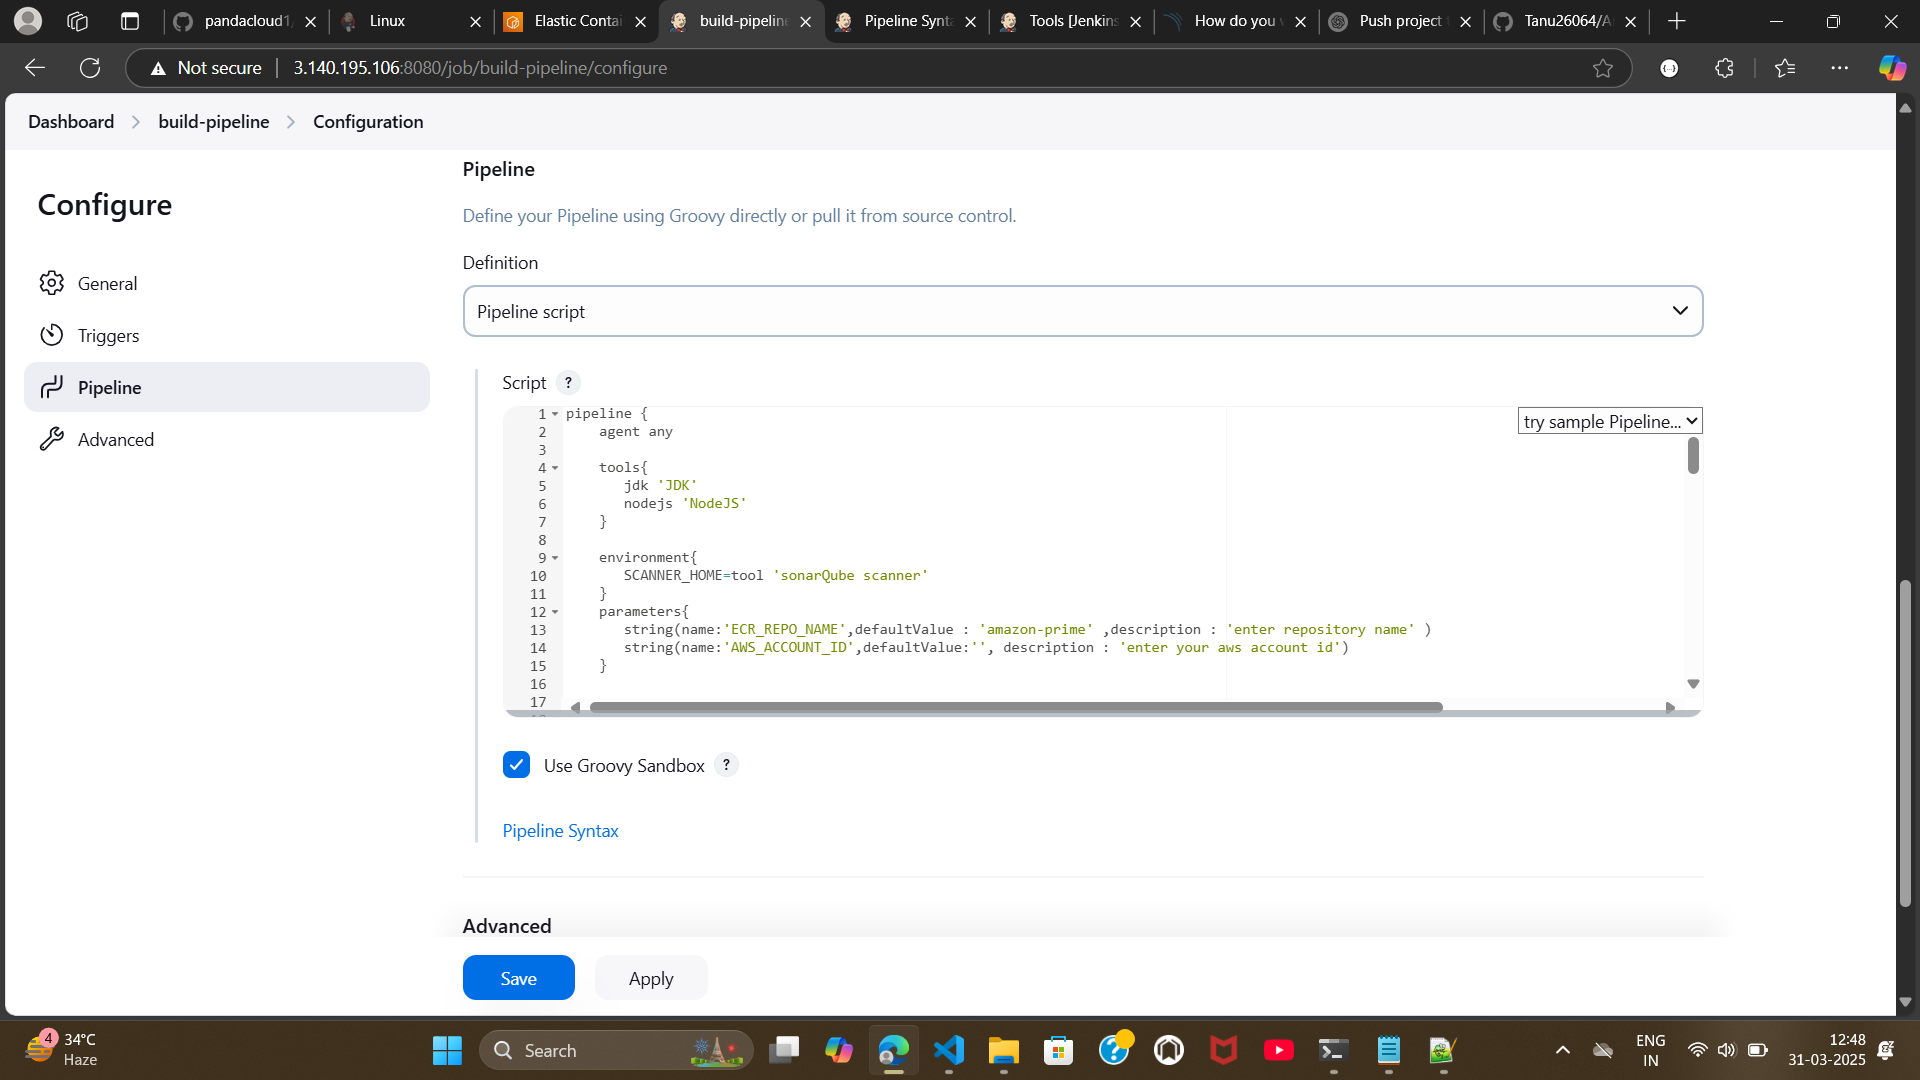 pandacloud1
Linux
Elastic Contai
build-pipeline
Pipeline Synta
Tools [Jenkins
How do you
Push project
Tanu26064/A
Not secure
3.140.195.106:8080/job/build-pipeline/configure
Dashboard
build-pipeline
Configuration
Configure
General
Triggers
Pipeline
Advanced
Pipeline
Define your Pipeline using Groovy directly or pull it from source control.
Definition
Pipeline script
Script ?
try sample Pipeline...
1 pipeline {
2 agent any
3
4 tools{
5 jdk 'JDK'
6 nodejs 'NodeJS'
7 }
8
9 environment{
10 SCANNER_HOME=tool 'sonarQube scanner'
11 }
12 parameters{
13 string(name:'ECR_REPO_NAME',defaultValue : 'amazon-prime' ,description : 'enter repository name' )
14 string(name:'AWS_ACCOUNT_ID',defaultValue:'', description : 'enter your aws account id')
15 }
16
17
Use Groovy Sandbox ?
Pipeline Syntax
Advanced
Save
Apply
4
34°C
Haze
Search
ENG
IN
12:48
31-03-2025